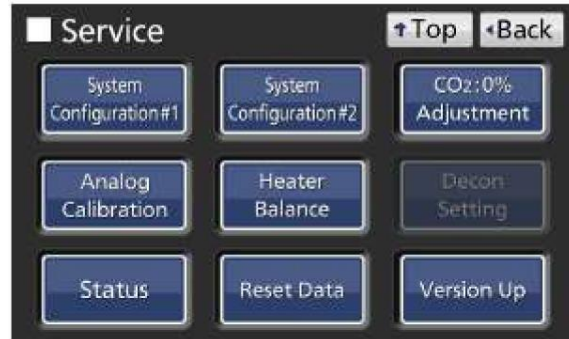 Service
↑Top
◂Back
System
Configuration#1
System
Configuration#2
CO₂:0%
Adjustment
Analog
Calibration
Heater
Balance
Decon
Setting
Status
Reset Data
Version Up